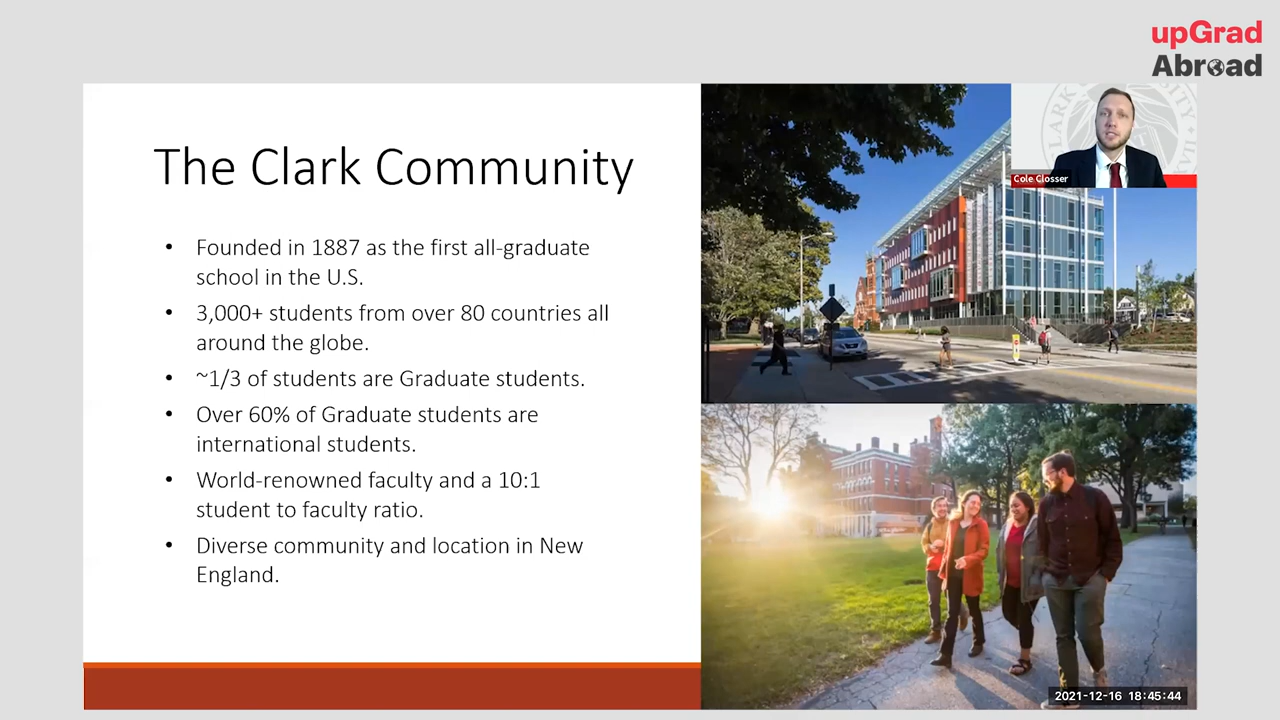 upGrad
Abroad
The Clark Community
• Founded in 1887 as the first all-graduate
school in the U.S.
• 3,000+ students from over 80 countries all
around the globe.
• ~1/3 of students are Graduate students.
• Over 60% of Graduate students are
international students.
• World-renowned faculty and a 10:1
student to faculty ratio.
• Diverse community and location in New
England.
Cole Closser
2021-12-16 18:45:44